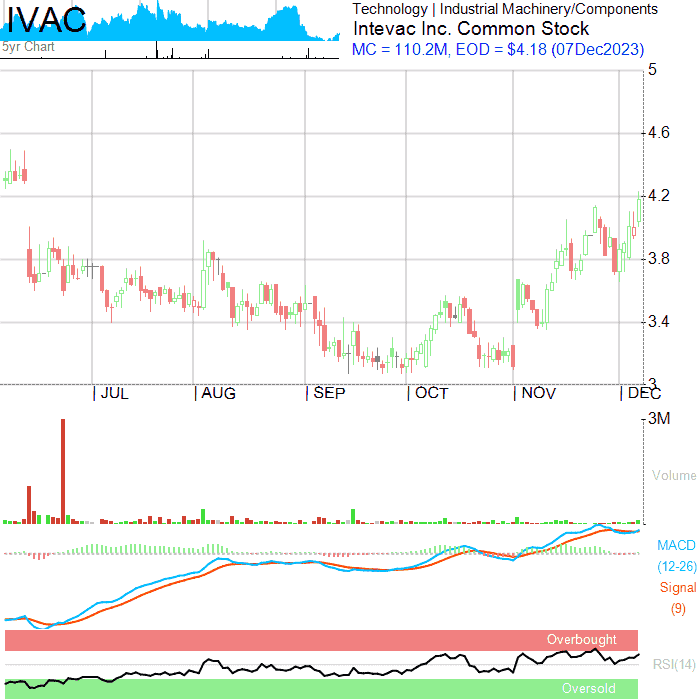 IVAC
5yr Chart
Technology | Industrial Machinery/Components
Intevac Inc. Common Stock
MC = 110.2M, EOD = $4.18 (07Dec2023)
5
4.6
4.2
3.8
3.4
3
JUL AUG SEP OCT NOV DEC
3M
Volume
MACD
(12-26)
Signal
(9)
Overbought
RSI(14)
Oversold